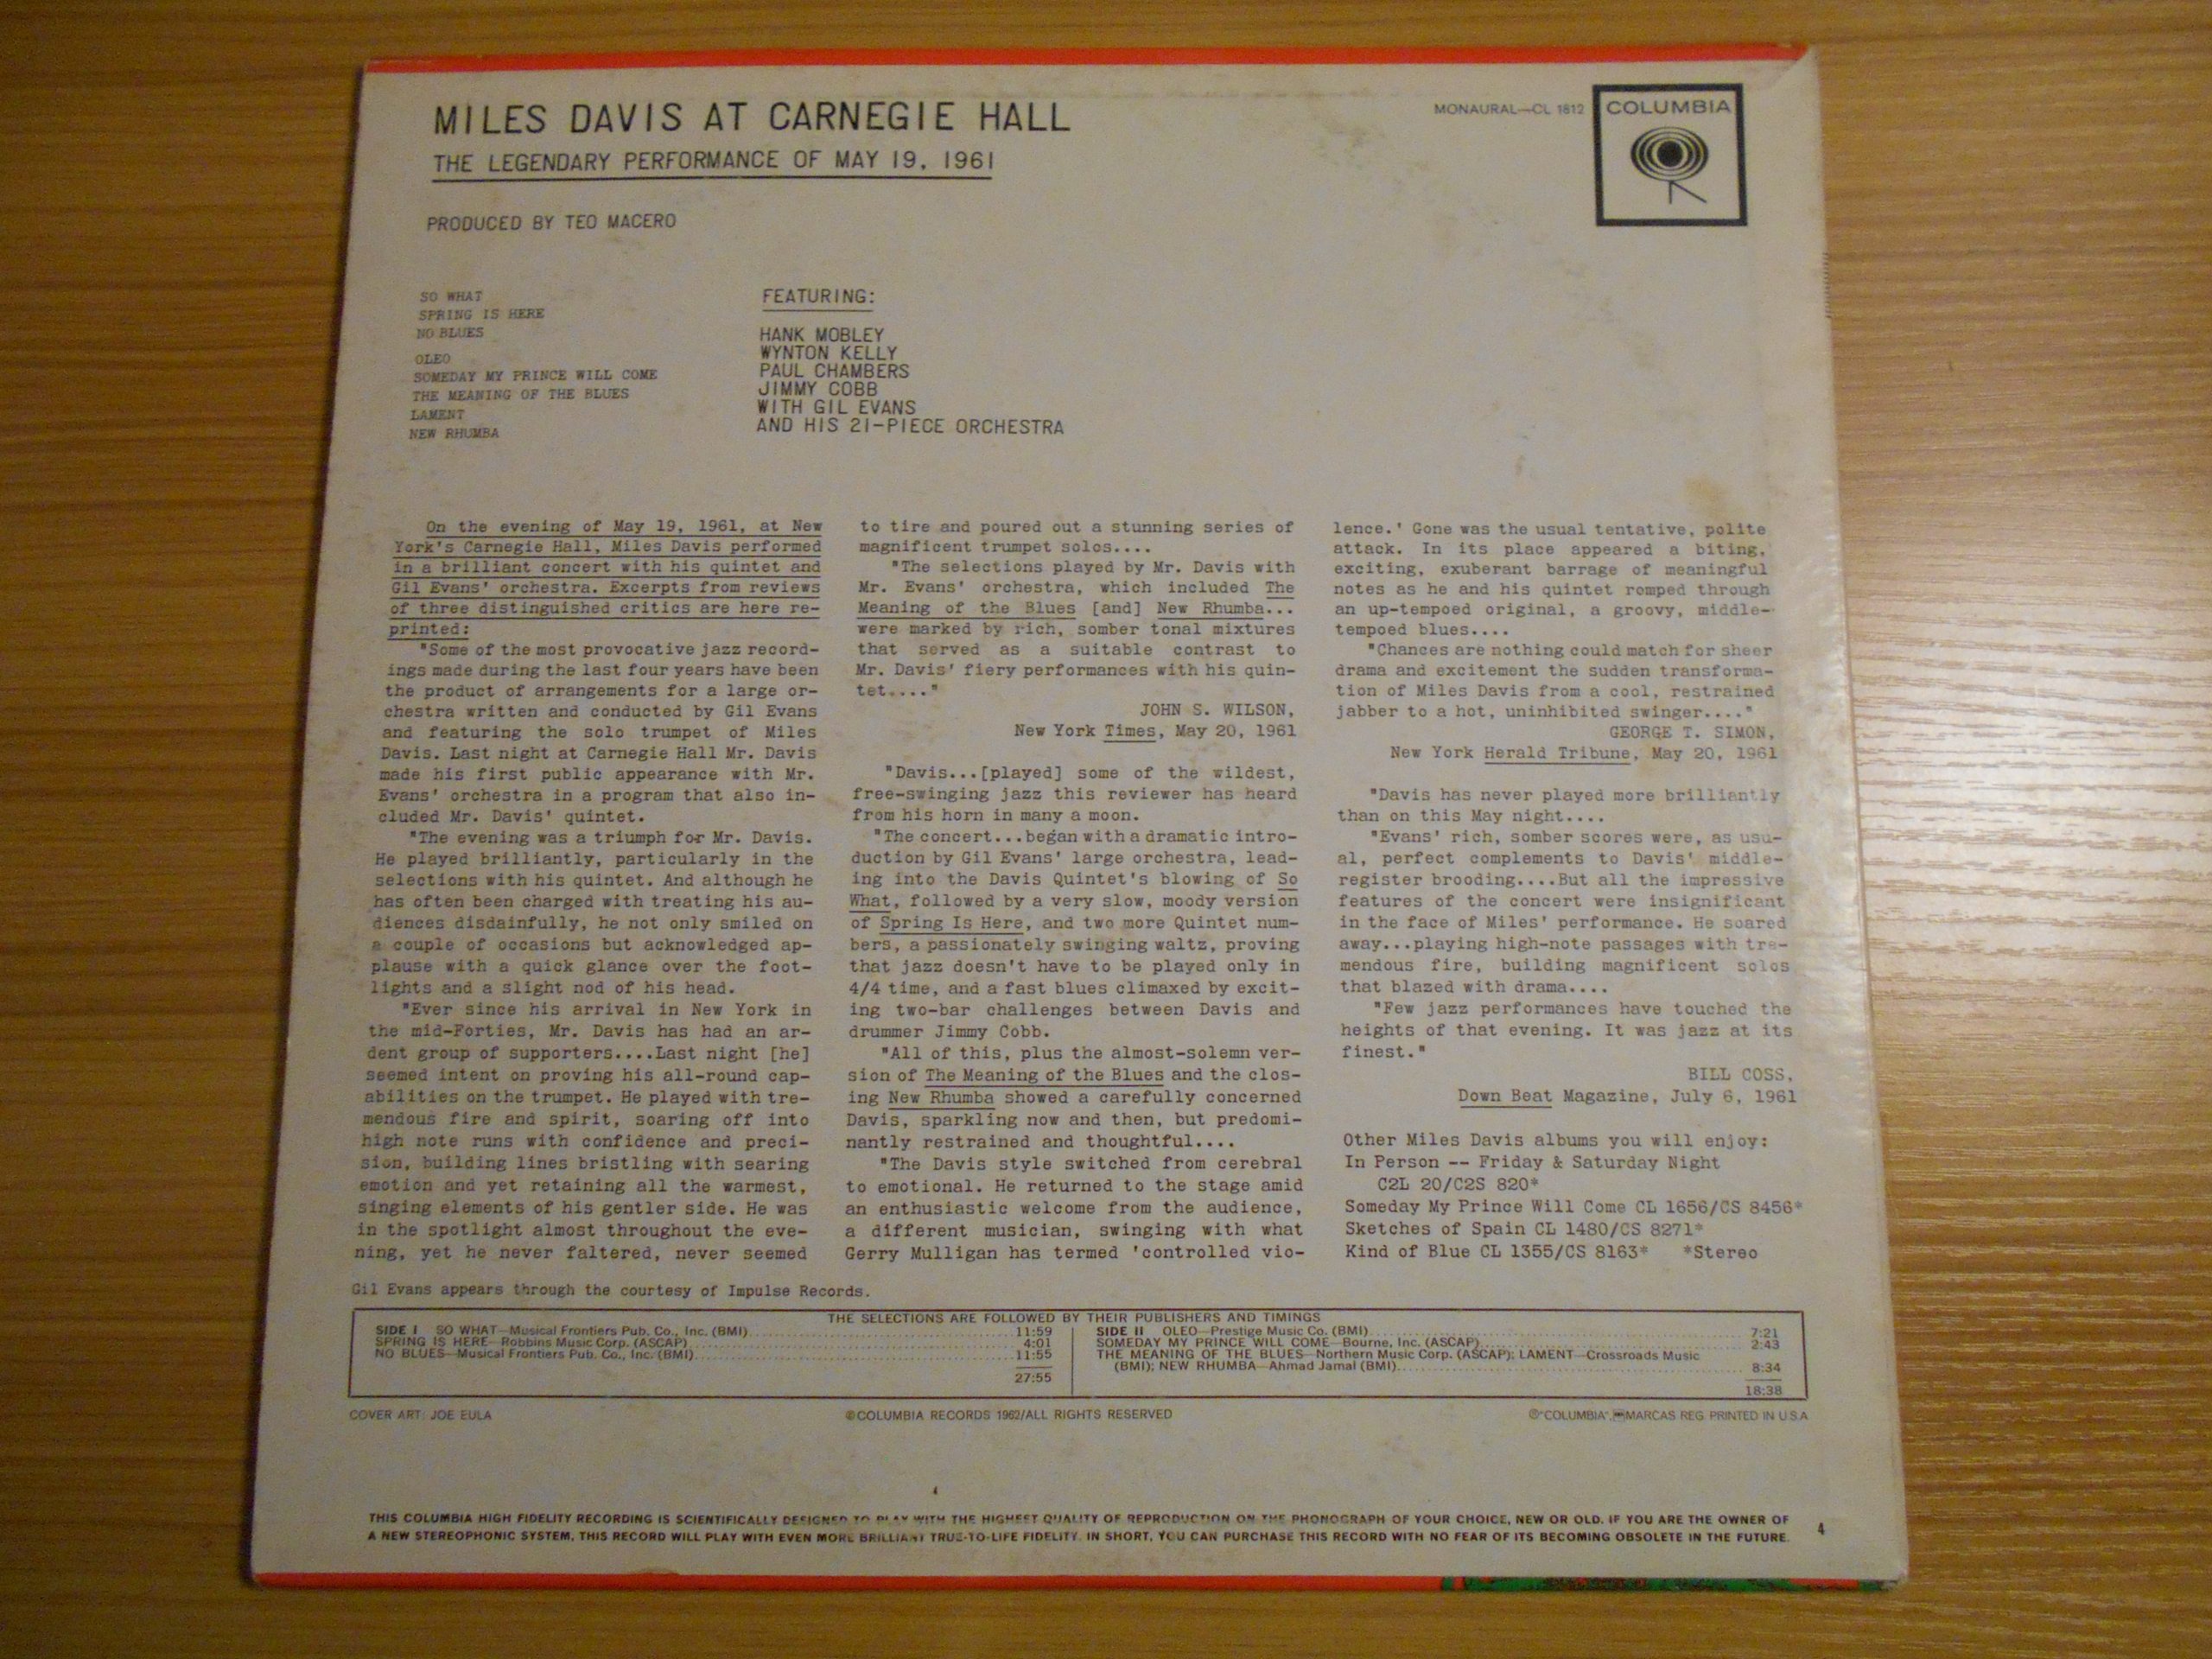 MILES DAVIS AT CARNEGIE HALL
THE LEGENDARY PERFORMANCE OF MAY 19, 1961
PRODUCED BY TEO MACERO
MONAURAL—CL 1812
COLUMBIA
SO WHAT
SPRING IS HERE
NO BLUES
OLEO
SOMEDAY MY PRINCE WILL COME
THE MEANING OF THE BLUES
LAMENT
NEW RHUMBA
FEATURING:
HANK MOBLEY
WYNTON KELLY
PAUL CHAMBERS
JIMMY COBB
WITH GIL EVANS
AND HIS 21-PIECE ORCHESTRA
On the evening of May 19, 1961, at New
York's Carnegie Hall, Miles Davis performed
in a brilliant concert with his quintet and
Gil Evans' orchestra. Excerpts from reviews
of three distinguished critics are here re-
printed:
"Some of the most provocative jazz record-
ings made during the last four years have been
the product of arrangements for a large or-
chestra written and conducted by Gil Evans
and featuring the solo trumpet of Miles
Davis. Last night at Carnegie Hall Mr. Davis
made his first public appearance with Mr.
Evans' orchestra in a program that also in-
cluded Mr. Davis' quintet.
"The evening was a triumph for Mr. Davis.
He played brilliantly, particularly in the
selections with his quintet. And although he
has often been charged with treating his au-
diences disdainfully, he not only smiled on
a couple of occasions but acknowledged ap-
plause with a quick glance over the foot-
lights and a slight nod of his head.
"Ever since his arrival in New York in
the mid-Forties, Mr. Davis has had an ar-
dent group of supporters....Last night [he]
seemed intent on proving his all-round cap-
abilities on the trumpet. He played with tre-
mendous fire and spirit, soaring off into
high note runs with confidence and preci-
sion, building lines bristling with searing
emotion and yet retaining all the warmest,
singing elements of his gentler side. He was
in the spotlight almost throughout the eve-
ning, yet he never faltered, never seemed
to tire and poured out a stunning series of
magnificent trumpet solos....
"The selections played by Mr. Davis with
Mr. Evans' orchestra, which included The
Meaning of the Blues [and] New Rhumba...
were marked by rich, somber tonal mixtures
that served as a suitable contrast to
Mr. Davis' fiery performances with his quin-
tet...."
JOHN S. WILSON,
New York Times, May 20, 1961
"Davis...[played] some of the wildest,
free-swinging jazz this reviewer has heard
from his horn in many a moon.
"The concert...began with a dramatic intro-
duction by Gil Evans' large orchestra, lead-
ing into the Davis Quintet's blowing of So
What, followed by a very slow, moody version
of Spring Is Here, and two more Quintet num-
bers, a passionately swinging waltz, proving
that jazz doesn't have to be played only in
4/4 time, and a fast blues climaxed by excit-
ing two-bar challenges between Davis and
drummer Jimmy Cobb.
"All of this, plus the almost-solemn ver-
sion of The Meaning of the Blues and the clos-
ing New Rhumba showed a carefully concerned
Davis, sparkling now and then, but predomi-
nantly restrained and thoughtful....
"The Davis style switched from cerebral
to emotional. He returned to the stage amid
an enthusiastic welcome from the audience,
a different musician, swinging with what
Gerry Mulligan has termed 'controlled vio-
lence.' Gone was the usual tentative, polite
attack. In its place appeared a biting,
exciting, exuberant barrage of meaningful
notes as he and his quintet romped through
an up-tempoed original, a groovy, middle-
tempoed blues....
"Chances are nothing could match for sheer
drama and excitement the sudden transforma-
tion of Miles Davis from a cool, restrained
jabber to a hot, uninhibited swinger...."
GEORGE T. SIMON,
New York Herald Tribune, May 20, 1961
"Davis has never played more brilliantly
than on this May night....
"Evans' rich, somber scores were, as usu-
al, perfect complements to Davis' middle-
register brooding....But all the impressive
features of the concert were insignificant
in the face of Miles' performance. He soared
away...playing high-note passages with tre-
mendous fire, building magnificent solos
that blazed with drama....
"Few jazz performances have touched the
heights of that evening. It was jazz at its
finest."
BILL COSS,
Down Beat Magazine, July 6, 1961
Other Miles Davis albums you will enjoy:
In Person -- Friday & Saturday Night
C2L 20/C2S 820*
Someday My Prince Will Come CL 1656/CS 8456*
Sketches of Spain CL 1480/CS 8271*
Kind of Blue CL 1355/CS 8163* *Stereo
Gil Evans appears through the courtesy of Impulse Records.
THE SELECTIONS ARE FOLLOWED BY THEIR PUBLISHERS AND TIMINGS
SIDE I SO WHAT—Musical Frontiers Pub. Co., Inc. (BMI) 11:59
SPRING IS HERE—Robbins Music Corp. (ASCAP) 4:01
NO BLUES—Musical Frontiers Pub. Co., Inc. (BMI) 11:55
27:55
SIDE II OLEO—Prestige Music Co. (BMI) 7:21
SOMEDAY MY PRINCE WILL COME—Bourne, Inc. (ASCAP) 2:43
THE MEANING OF THE BLUES—Northern Music Corp. (ASCAP); LAMENT—Crossroads Music
(BMI); NEW RHUMBA—Ahmad Jamal (BMI) 8:34
18:38
COVER ART: JOE EULA
©COLUMBIA RECORDS 1962/ALL RIGHTS RESERVED
®"COLUMBIA", MARCAS REG. PRINTED IN U.S.A
THIS COLUMBIA HIGH FIDELITY RECORDING IS SCIENTIFICALLY DESIGNED TO PLAY WITH THE HIGHEST QUALITY OF REPRODUCTION ON THE PHONOGRAPH OF YOUR CHOICE, NEW OR OLD. IF YOU ARE THE OWNER OF
A NEW STEREOPHONIC SYSTEM, THIS RECORD WILL PLAY WITH EVEN MORE BRILLIANT TRUE-TO-LIFE FIDELITY. IN SHORT, YOU CAN PURCHASE THIS RECORD WITH NO FEAR OF ITS BECOMING OBSOLETE IN THE FUTURE.
4